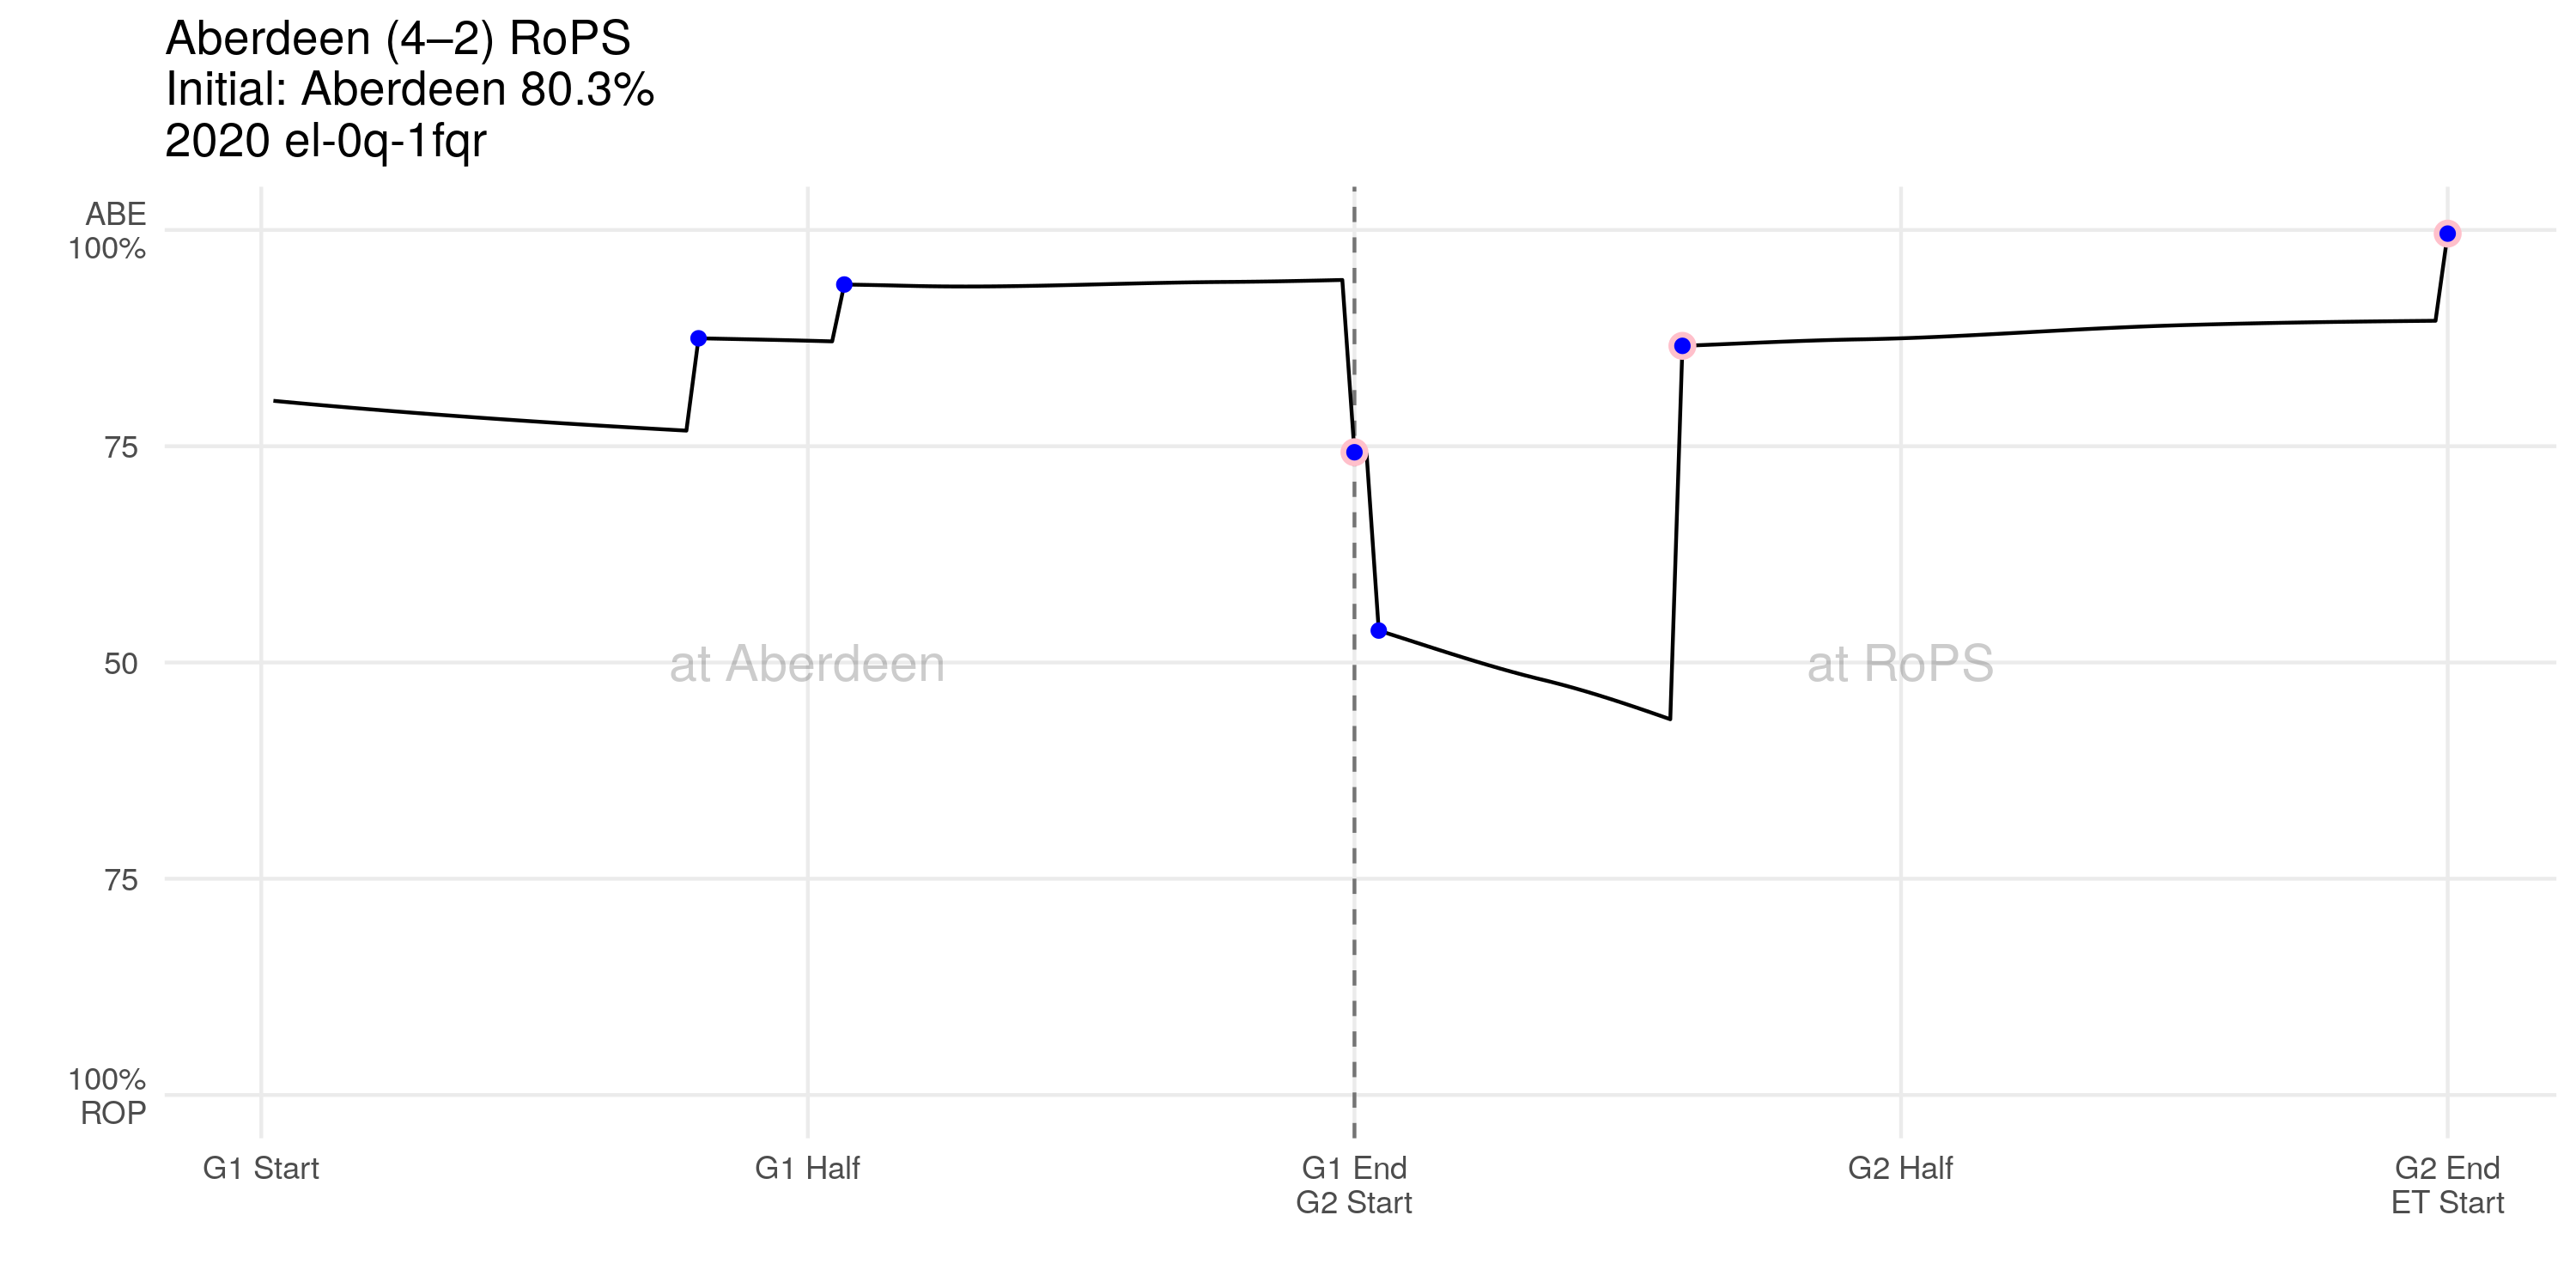 Aberdeen (4–2) RoPS
Initial: Aberdeen 80.3%
2020 el-0q-1fqr
ABE
100%
75
50
75
100%
ROP
at Aberdeen
at RoPS
G1 Start
G1 Half
G1 End
G2 Start
G2 Half
G2 End
ET Start